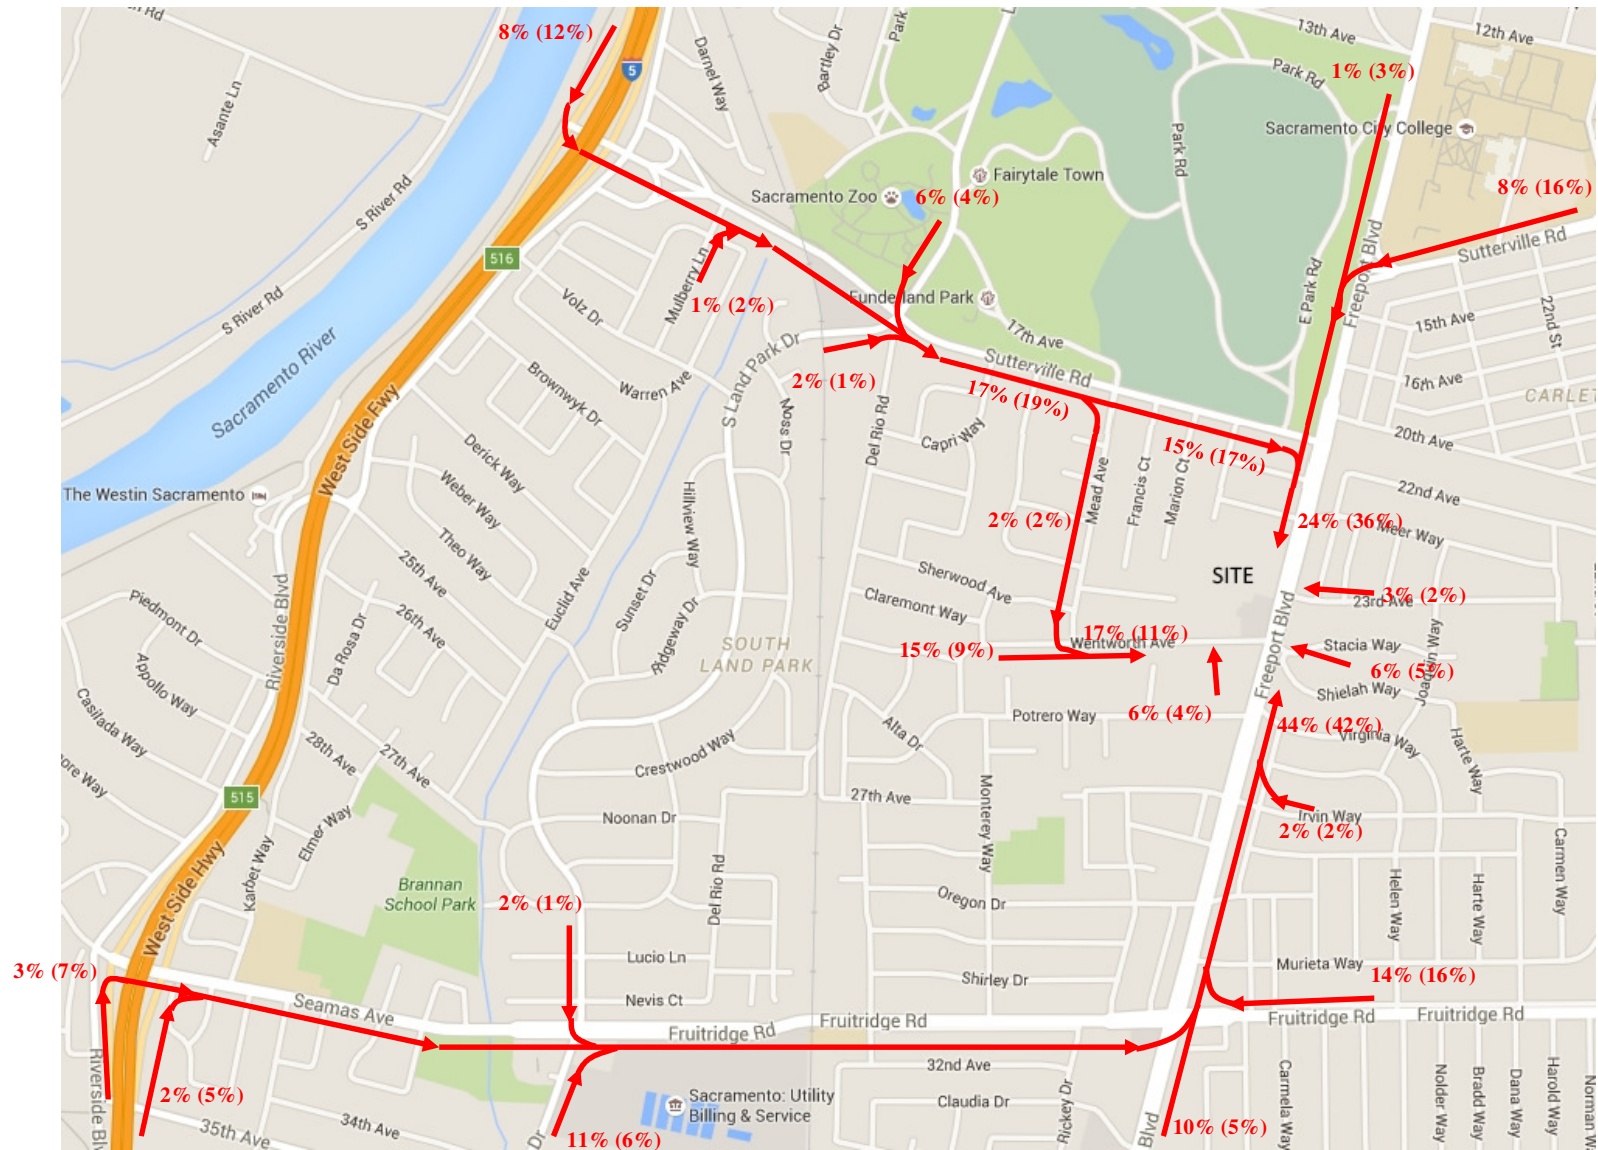 8% (12%)
13th Ave
12th Ave
Park
Bartley Dr
Darnel Way
5
Park Rd
1% (3%)
Asante Ln
Sacramento City College
Park Rd
Fairytale Town
8% (16%)
Sacramento Zoo
6% (4%)
S River Rd
Freeport Blvd
Sutterville Rd
516
Mulberry Ln
E Park Rd
S River Rd
Volz Dr
1% (2%)
17th Ave
22nd St
15th Ave
Sacramento River
S Land Park Dr
Sutterville Rd
2% (1%)
17% (19%)
16th Ave
CARLET
Brownwyk Dr
Warren Ave
West Side Fwy
Moss Dr
Del Rio Rd
Capri Way
20th Ave
15% (17%)
Derick Way
The Westin Sacramento
Weber Way
Hillview Way
Mead Ave
Francis Ct
Marion Ct
22nd Ave
2% (2%)
24% (36%)
Meer Way
Theo Way
25th Ave
Sherwood Ave
SITE
Euclid Ave
Sunset Dr
Claremont Way
3% (2%)
23rd Ave
Piedmont Dr
Riverside Blvd
26th Ave
Ridgeway Dr
Da Rosa Dr
SOUTH
LAND PARK
15% (9%)
17% (11%)
Wentworth Ave
Freeport Blvd
Stacia Way
Joaquin Way
6% (5%)
Appollo Way
Shielah Way
Casilada Way
6% (4%)
Potrero Way
44% (42%)
Virginia Way
Alta Dr
Harte Way
28th Ave
27th Ave
Crestwood Way
515
27th Ave
Monterey Way
Noonan Dr
Elmer Way
Irvin Way
2% (2%)
Carmen Way
Karbet Way
West Side Hwy
Brannan
School Park
Del Rio Rd
Oregon Dr
Helen Way
Harte Way
2% (1%)
Lucio Ln
Murieta Way
3% (7%)
Shirley Dr
14% (16%)
Nevis Ct
Seamas Ave
Fruitridge Rd
Fruitridge Rd
Fruitridge Rd
Fruitridge Rd
32nd Ave
2% (5%)
Sacramento: Utility
Billing & Service
Claudia Dr
Rickey Dr
Carmela Way
Nolder Way
Bradd Way
Dana Way
Harold Way
35th Ave
34th Ave
Dr
11% (6%)
Blvd
10% (5%)